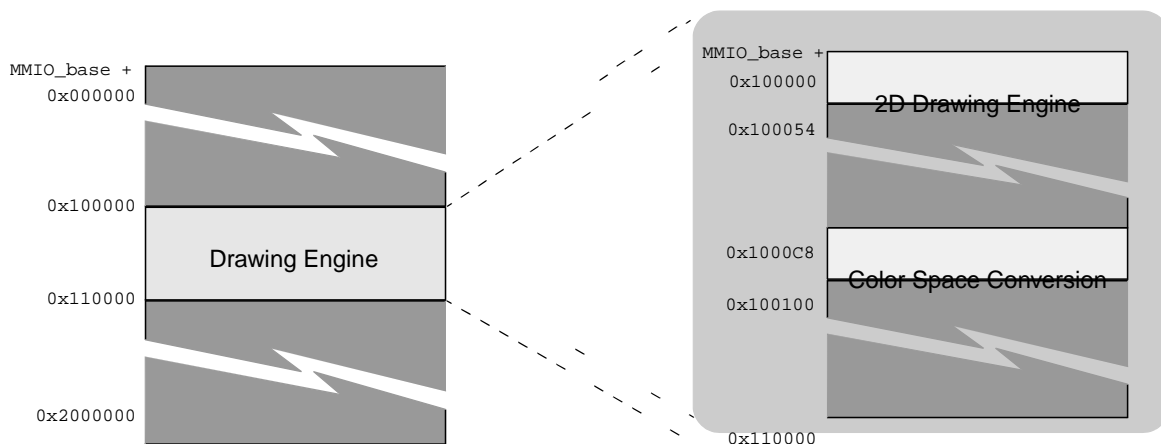 MMIO_base +
0x000000
0x100000
Drawing Engine
0x110000
0x2000000
MMIO_base +
0x100000
2D Drawing Engine
0x100054
0x1000C8
Color Space Conversion
0x100100
0x110000